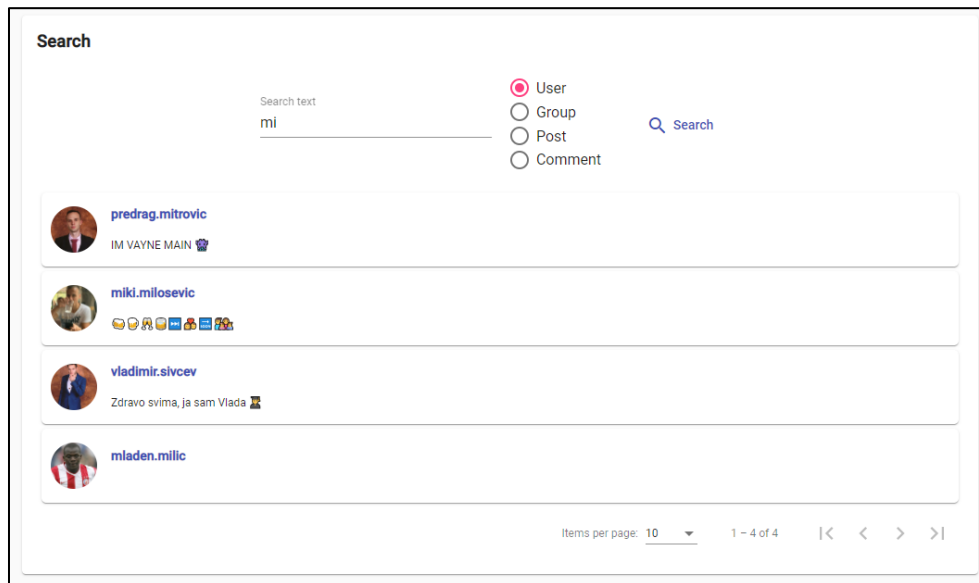 Search
Search text
mi
User
Group
Post
Comment
Search
predrag.mitrovic
IM VAYNE MAIN
miki.milosevic
vladimir.sivcev
Zdravo svima, ja sam Vlada
mladen.milic
Items per page: 10 1 – 4 of 4